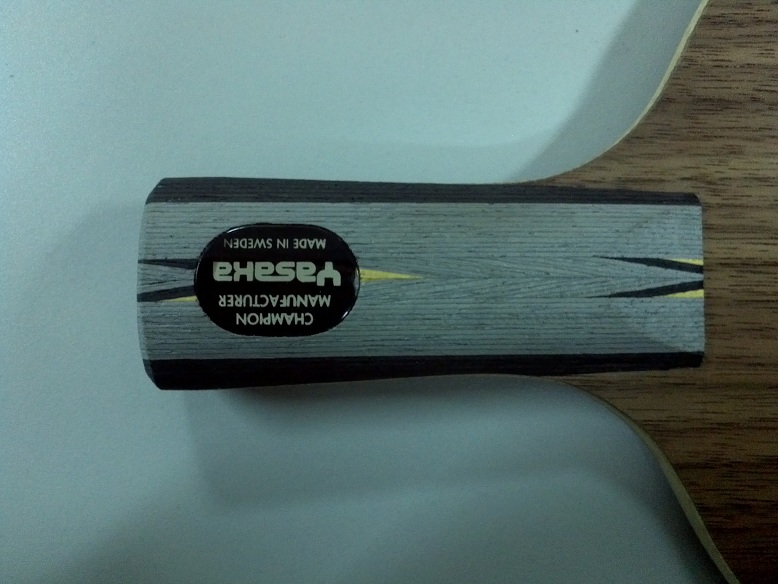 CHAMPION
MANUFACTURER
Yasaka
MADE IN SWEDEN